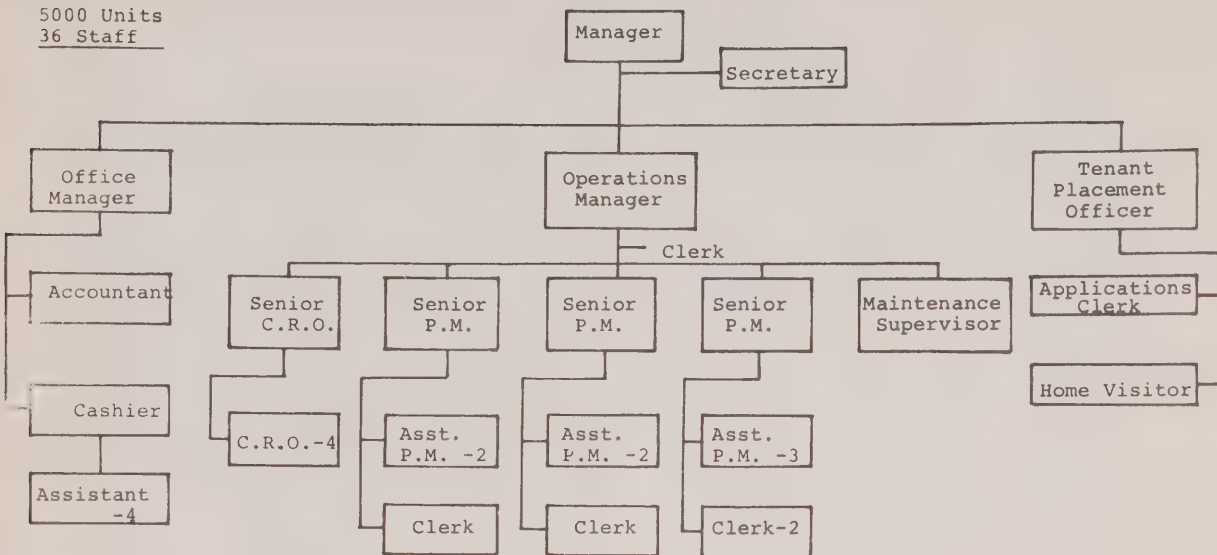 5000 Units
36 Staff
Manager
Secretary
Office
Manager
Operations
Manager
Tenant
Placement
Officer
Clerk
Accountant
Senior
C.R.O.
Senior
P.M.
Senior
P.M.
Senior
P.M.
Maintenance
Supervisor
Applications
Clerk
Cashier
C.R.O.-4
Asst.
P.M. -2
Asst.
P.M. -2
Asst.
P.M. -3
Home Visitor
Assistant
-4
Clerk
Clerk
Clerk-2